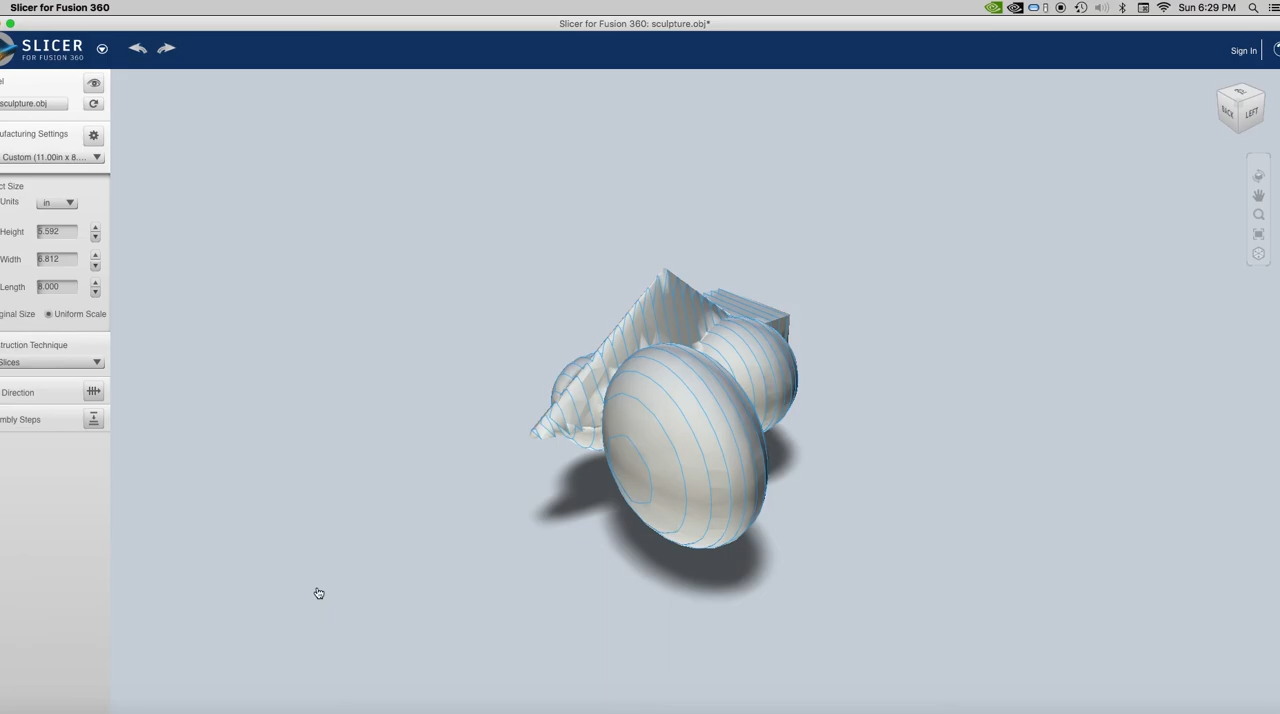 Slicer for Fusion 360
Sun 6:29 PM
Slicer for Fusion 360: sculpture.obj*
SLICER
FOR FUSION 360
Sign In
el
sculpture.obj
ufacturing Settings
Custom (11.00in x 8....
ct Size
Units
in
Height
5.592
Width
6.812
Length
8.000
ginal Size
Uniform Scale
truction Technique
Slices
Direction
mbly Steps
BACK
LEFT